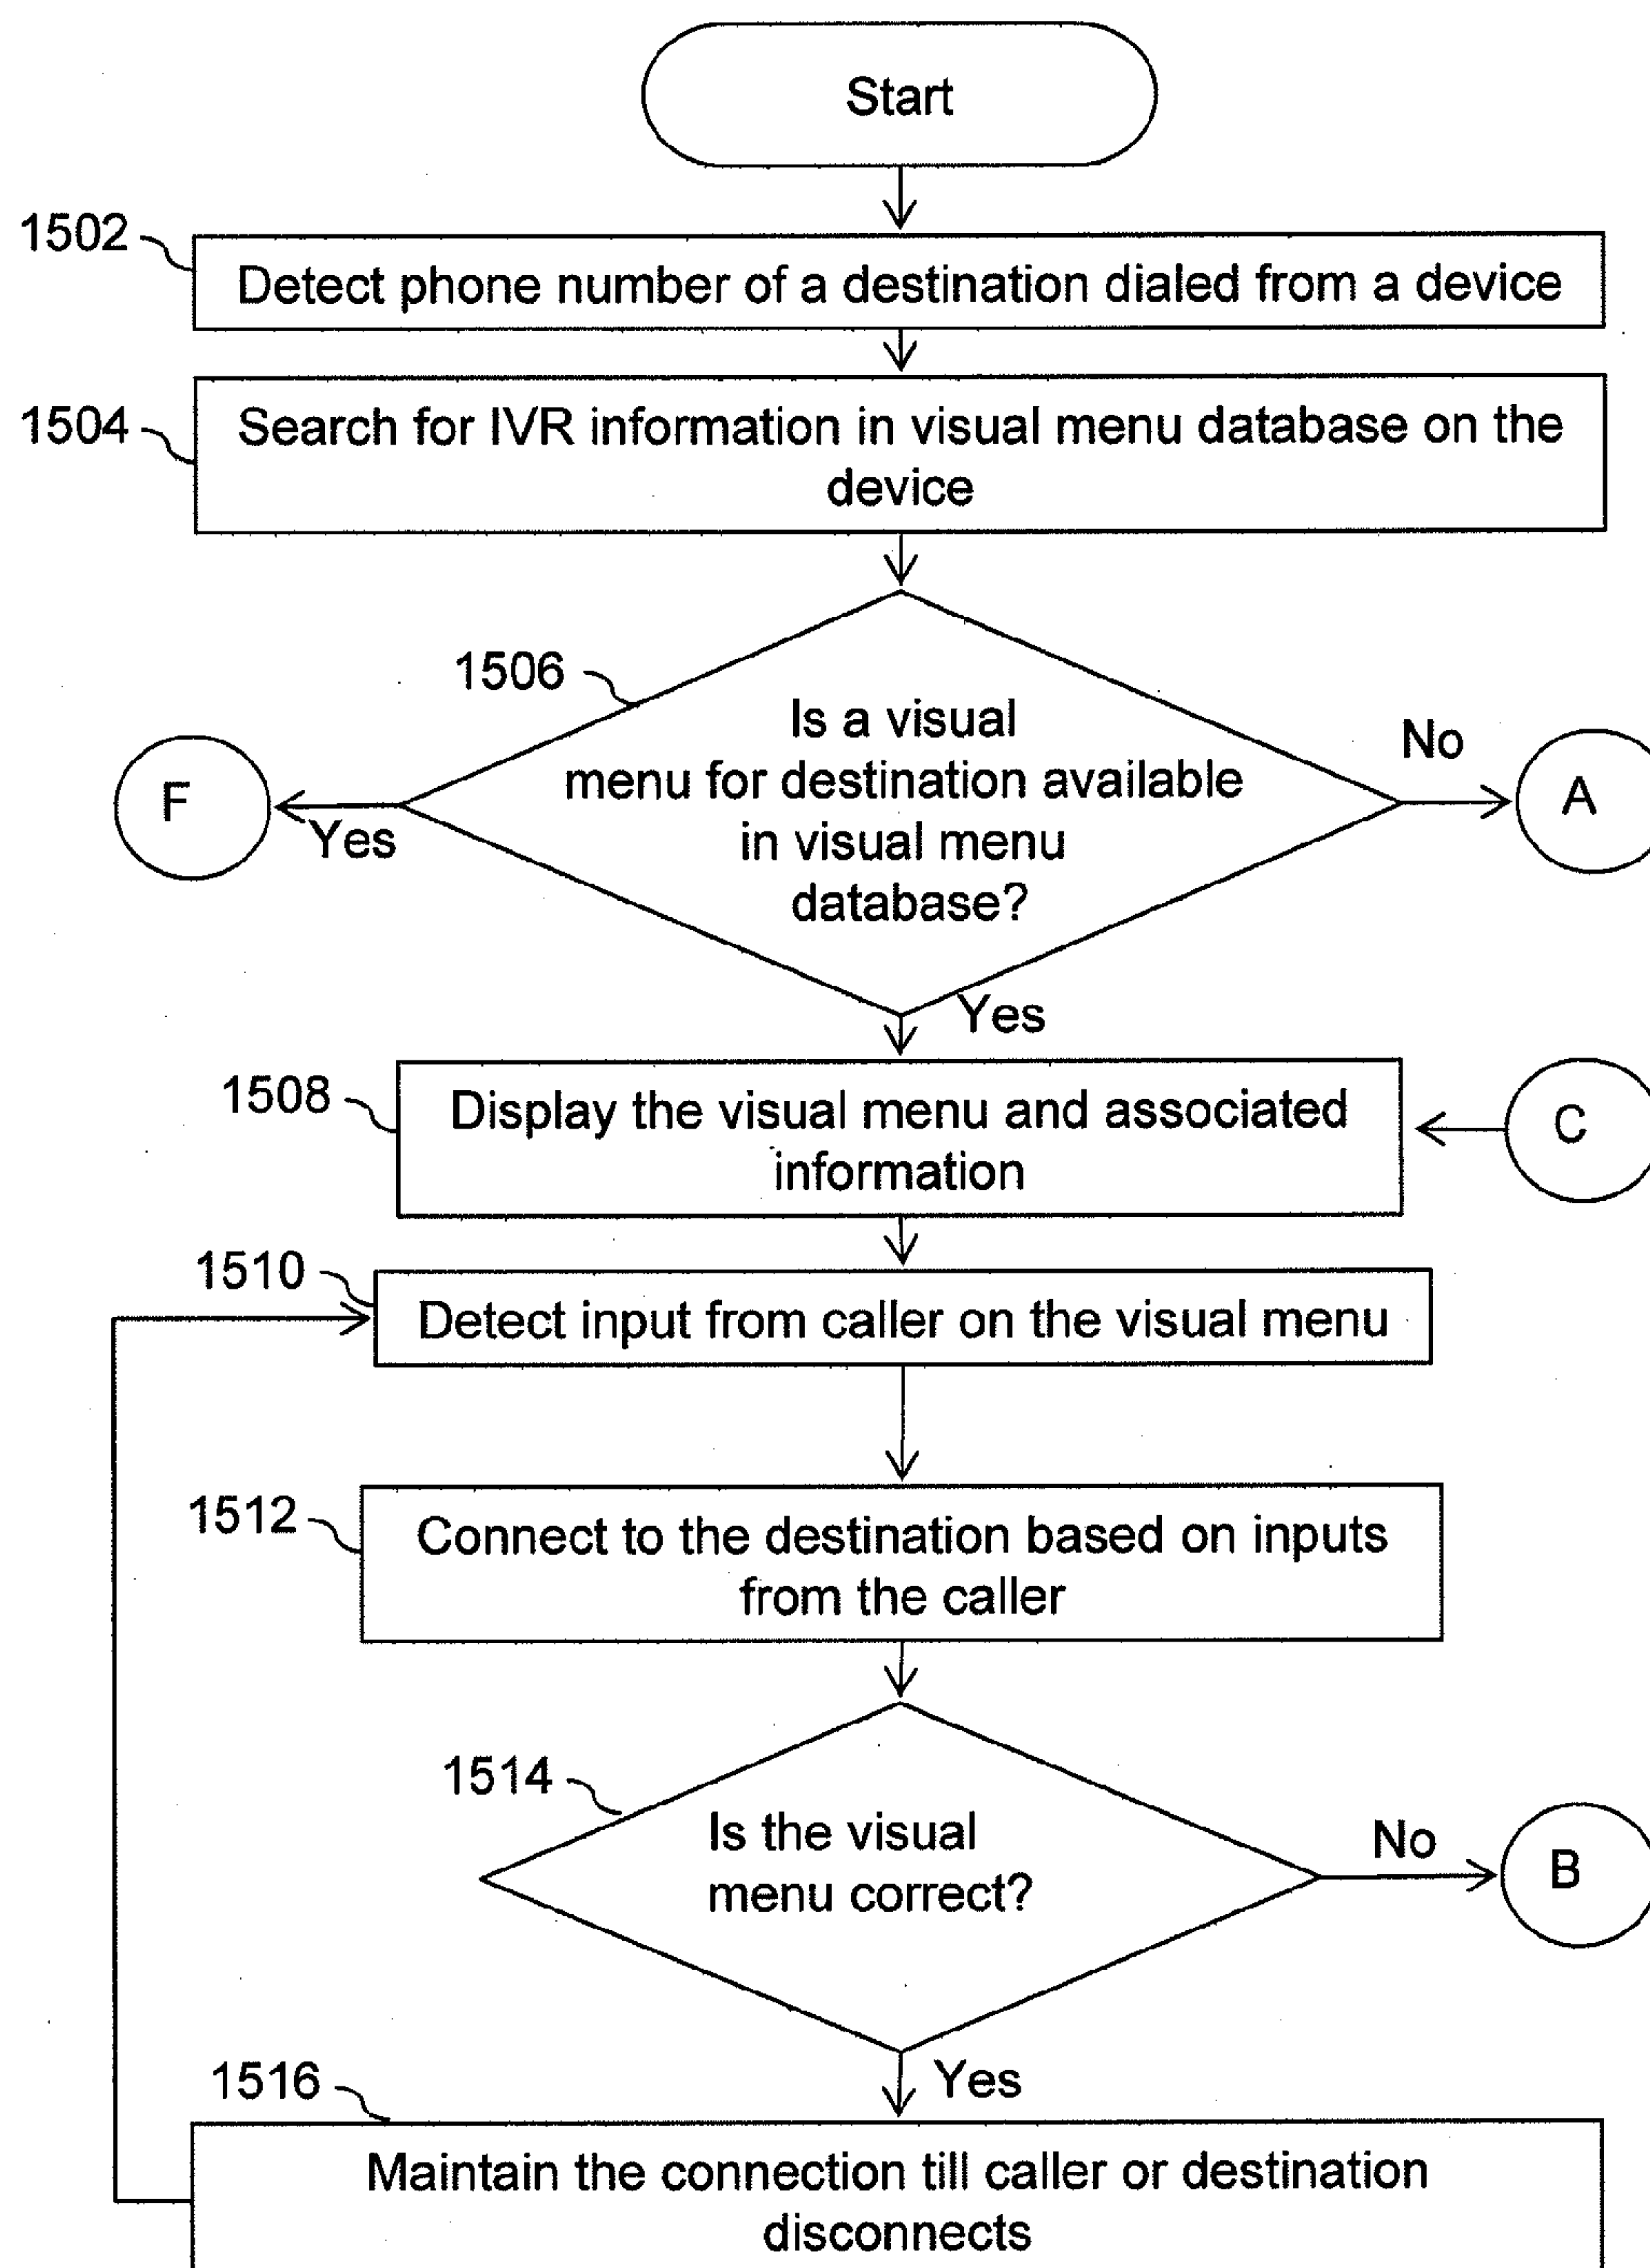 Start
1502
Detect phone number of a destination dialed from a device
1504
Search for IVR information in visual menu database on the
device
1506
Is a visual
menu for destination available
in visual menu
database?
No
A
F
Yes
Yes
1508
Display the visual menu and associated
information
C
1510
Detect input from caller on the visual menu
1512
Connect to the destination based on inputs
from the caller
1514
Is the visual
menu correct?
No
B
Yes
1516
Maintain the connection till caller or destination
disconnects